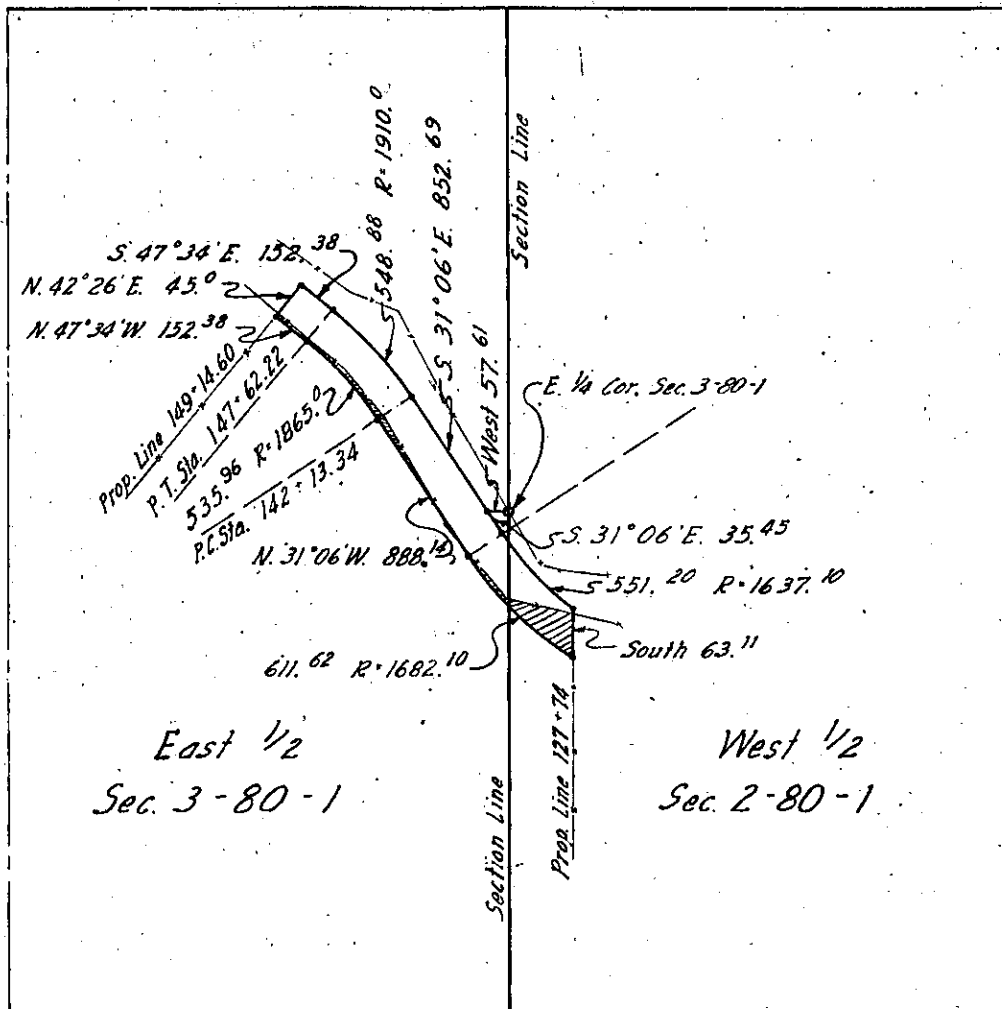 548.88 R=1910.0
S. 31°06'E. 852.69
Section Line
S. 47°34'E. 152.38
N. 42°26'E. 45.0
N. 47°34'W. 152.38
Prop. Line 149+14.60
P.T. Sta. 147+62.22
535.96 R=1865.0
P.C. Sta. 142+13.34
West 57.61
E. 1/4 Cor. Sec. 3-80-1
S. 31°06'E. 35.45
N. 31°06'W. 888.14
551.20 R=1637.10
South 63.11
611.62 R=1682.10
East 1/2
Sec. 3-80-1
West 1/2
Sec. 2-80-1
Section Line
Prop. Line 127+74